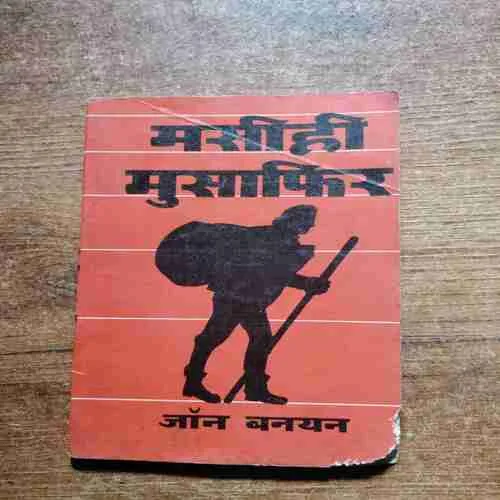 मसीही
मुसाफिर
जॉन बनयन